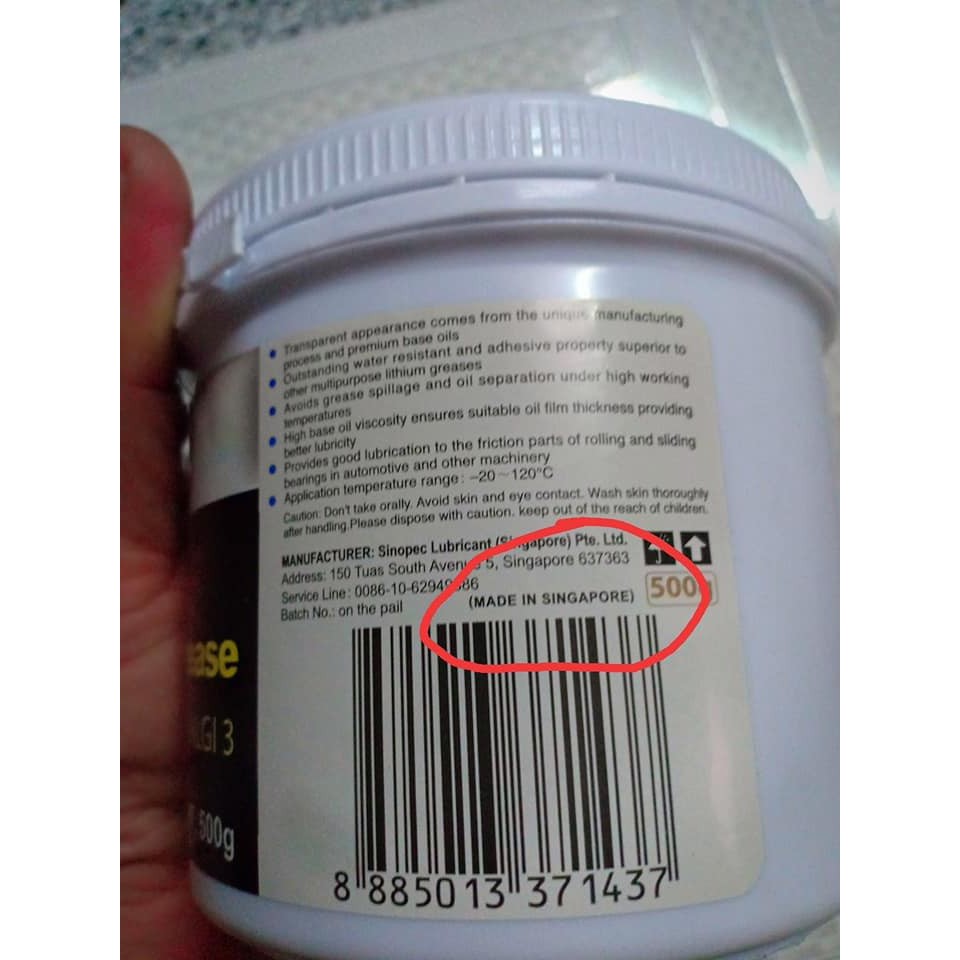 • Transparent appearance comes from the unique manufacturing
process and premium base oils
• Outstanding water resistant and adhesive property superior to
other multipurpose lithium greases
• Avoids grease spillage and oil separation under high working
temperatures
• High base oil viscosity ensures suitable oil film thickness providing
better lubricity
• Provides good lubrication to the friction parts of rolling and sliding
bearings in automotive and other machinery
• Application temperature range: –20～120°C
Caution: Don't take orally. Avoid skin and eye contact. Wash skin thoroughly
after handling.Please dispose with caution. keep out of the reach of children.
MANUFACTURER: Sinopec Lubricant (Singapore) Pte. Ltd.
Address: 150 Tuas South Avenue 5, Singapore 637363
Service Line: 0086-10-
Batch No.: on the pail
(MADE IN SINGAPORE)
500g
8 885013 371437
ease
LGI 3
500g